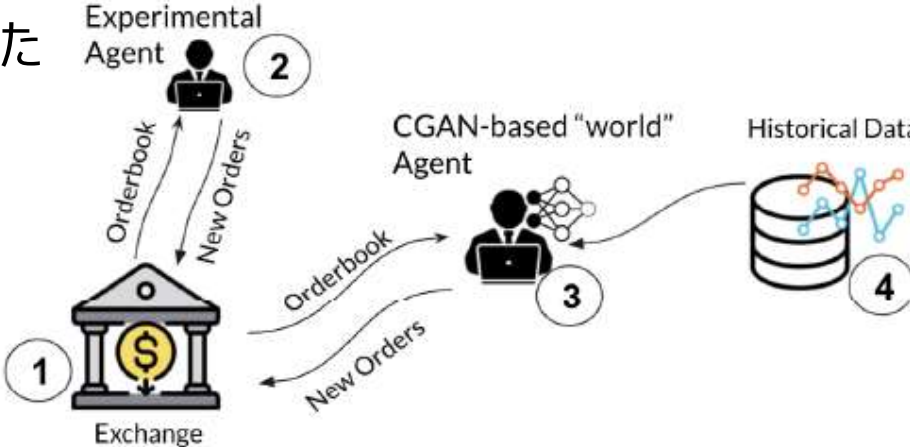 た
Experimental
Agent
2
Orderbook
New Orders
CGAN-based “world”
Agent
Historical Data
Orderbook
New Orders
3
4
1
$
Exchange